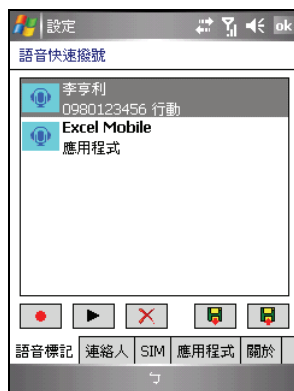 設定
ok
語音快速撥號
李亨利
0980123456 行動
Excel Mobile
應用程式
語音標記 連絡人 SIM 應用程式 關於